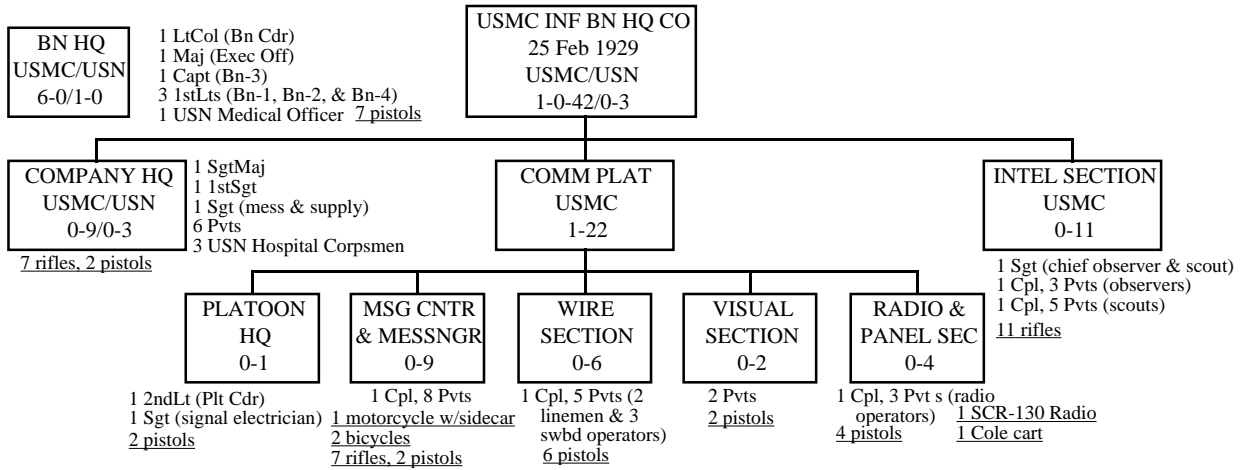 BN HQ
USMC/USN
6-0/1-0
1 LtCol (Bn Cdr)
1 Maj (Exec Off)
1 Capt (Bn-3)
3 1stLts (Bn-1, Bn-2, & Bn-4)
1 USN Medical Officer 7 pistols
USMC INF BN HQ CO
25 Feb 1929
USMC/USN
1-0-42/0-3
COMPANY HQ
USMC/USN
0-9/0-3
7 rifles, 2 pistols
1 SgtMaj
1 1stSgt
1 Sgt (mess & supply)
6 Pvts
3 USN Hospital Corpsmen
COMM PLAT
USMC
1-22
INTEL SECTION
USMC
0-11
1 Sgt (chief observer & scout)
1 Cpl, 3 Pvts (observers)
1 Cpl, 5 Pvts (scouts)
11 rifles
PLATOON
HQ
0-1
1 2ndLt (Plt Cdr)
1 Sgt (signal electrician)
2 pistols
MSG CNTR
& MESSNGR
0-9
1 Cpl, 8 Pvts
1 motorcycle w/sidecar
2 bicycles
7 rifles, 2 pistols
WIRE
SECTION
0-6
1 Cpl, 5 Pvts (2
linemen & 3
swbd operators)
6 pistols
VISUAL
SECTION
0-2
2 Pvts
2 pistols
RADIO &
PANEL SEC
0-4
1 Cpl, 3 Pvt s (radio
operators)
4 pistols
1 SCR-130 Radio
1 Cole cart